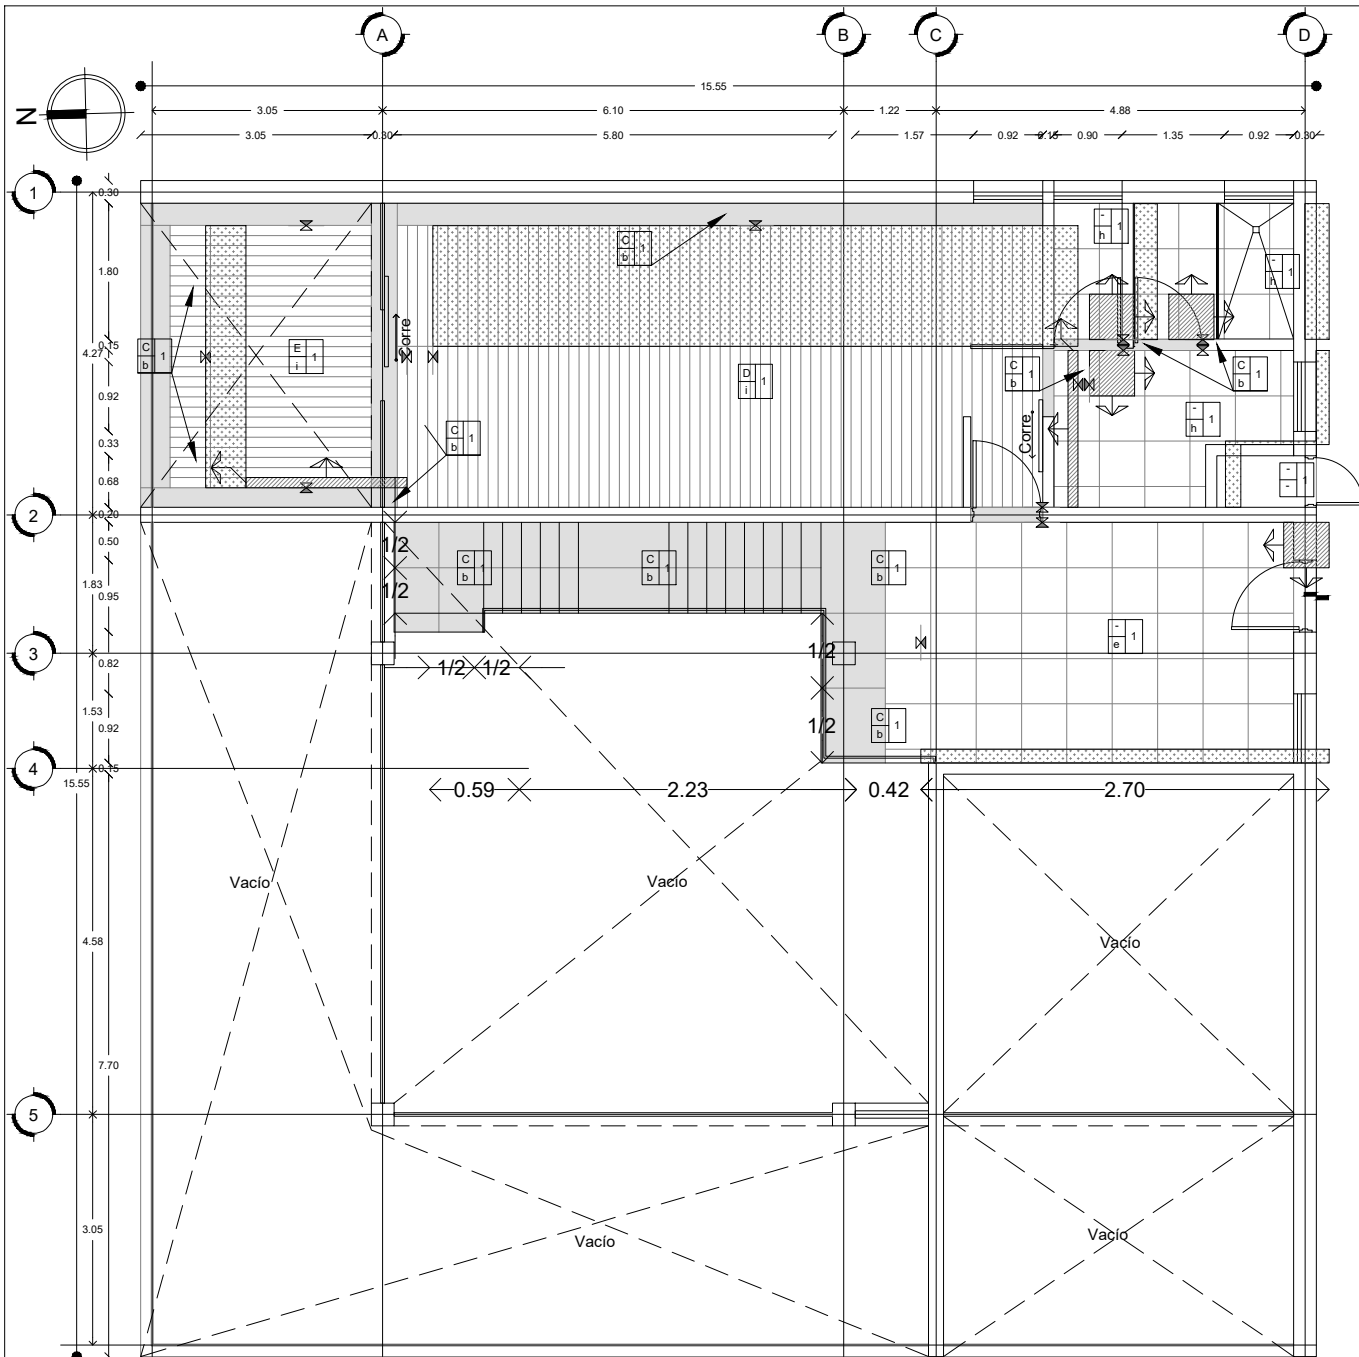 A B C D
N
15.55
3.05 6.10 1.22 4.88
3.05 0.30 5.80 1.57 0.92 0.15 0.90 1.35 0.92 0.30
1
0.30
- 1
h
C 1
b
- 1
h
1.80
Corre
4.27
0.15
C 1
b
E 1
i
D 1
i
C 1
b
C 1
b
0.92
- 1
h
0.33
C 1
b
Corre
0.68
- 1
-
2
0.20
0.50
1/2
C 1
b
C 1
b
C 1
b
1.83
0.95
1/2
- 1
e
3
0.82
1/2
1/2 1/2
1.53
0.92
1/2
C 1
b
4
0.15
15.55
0.59 2.23 0.42 2.70
Vacío
Vacío
Vacío
4.58
7.70
5
3.05
Vacío
Vacío